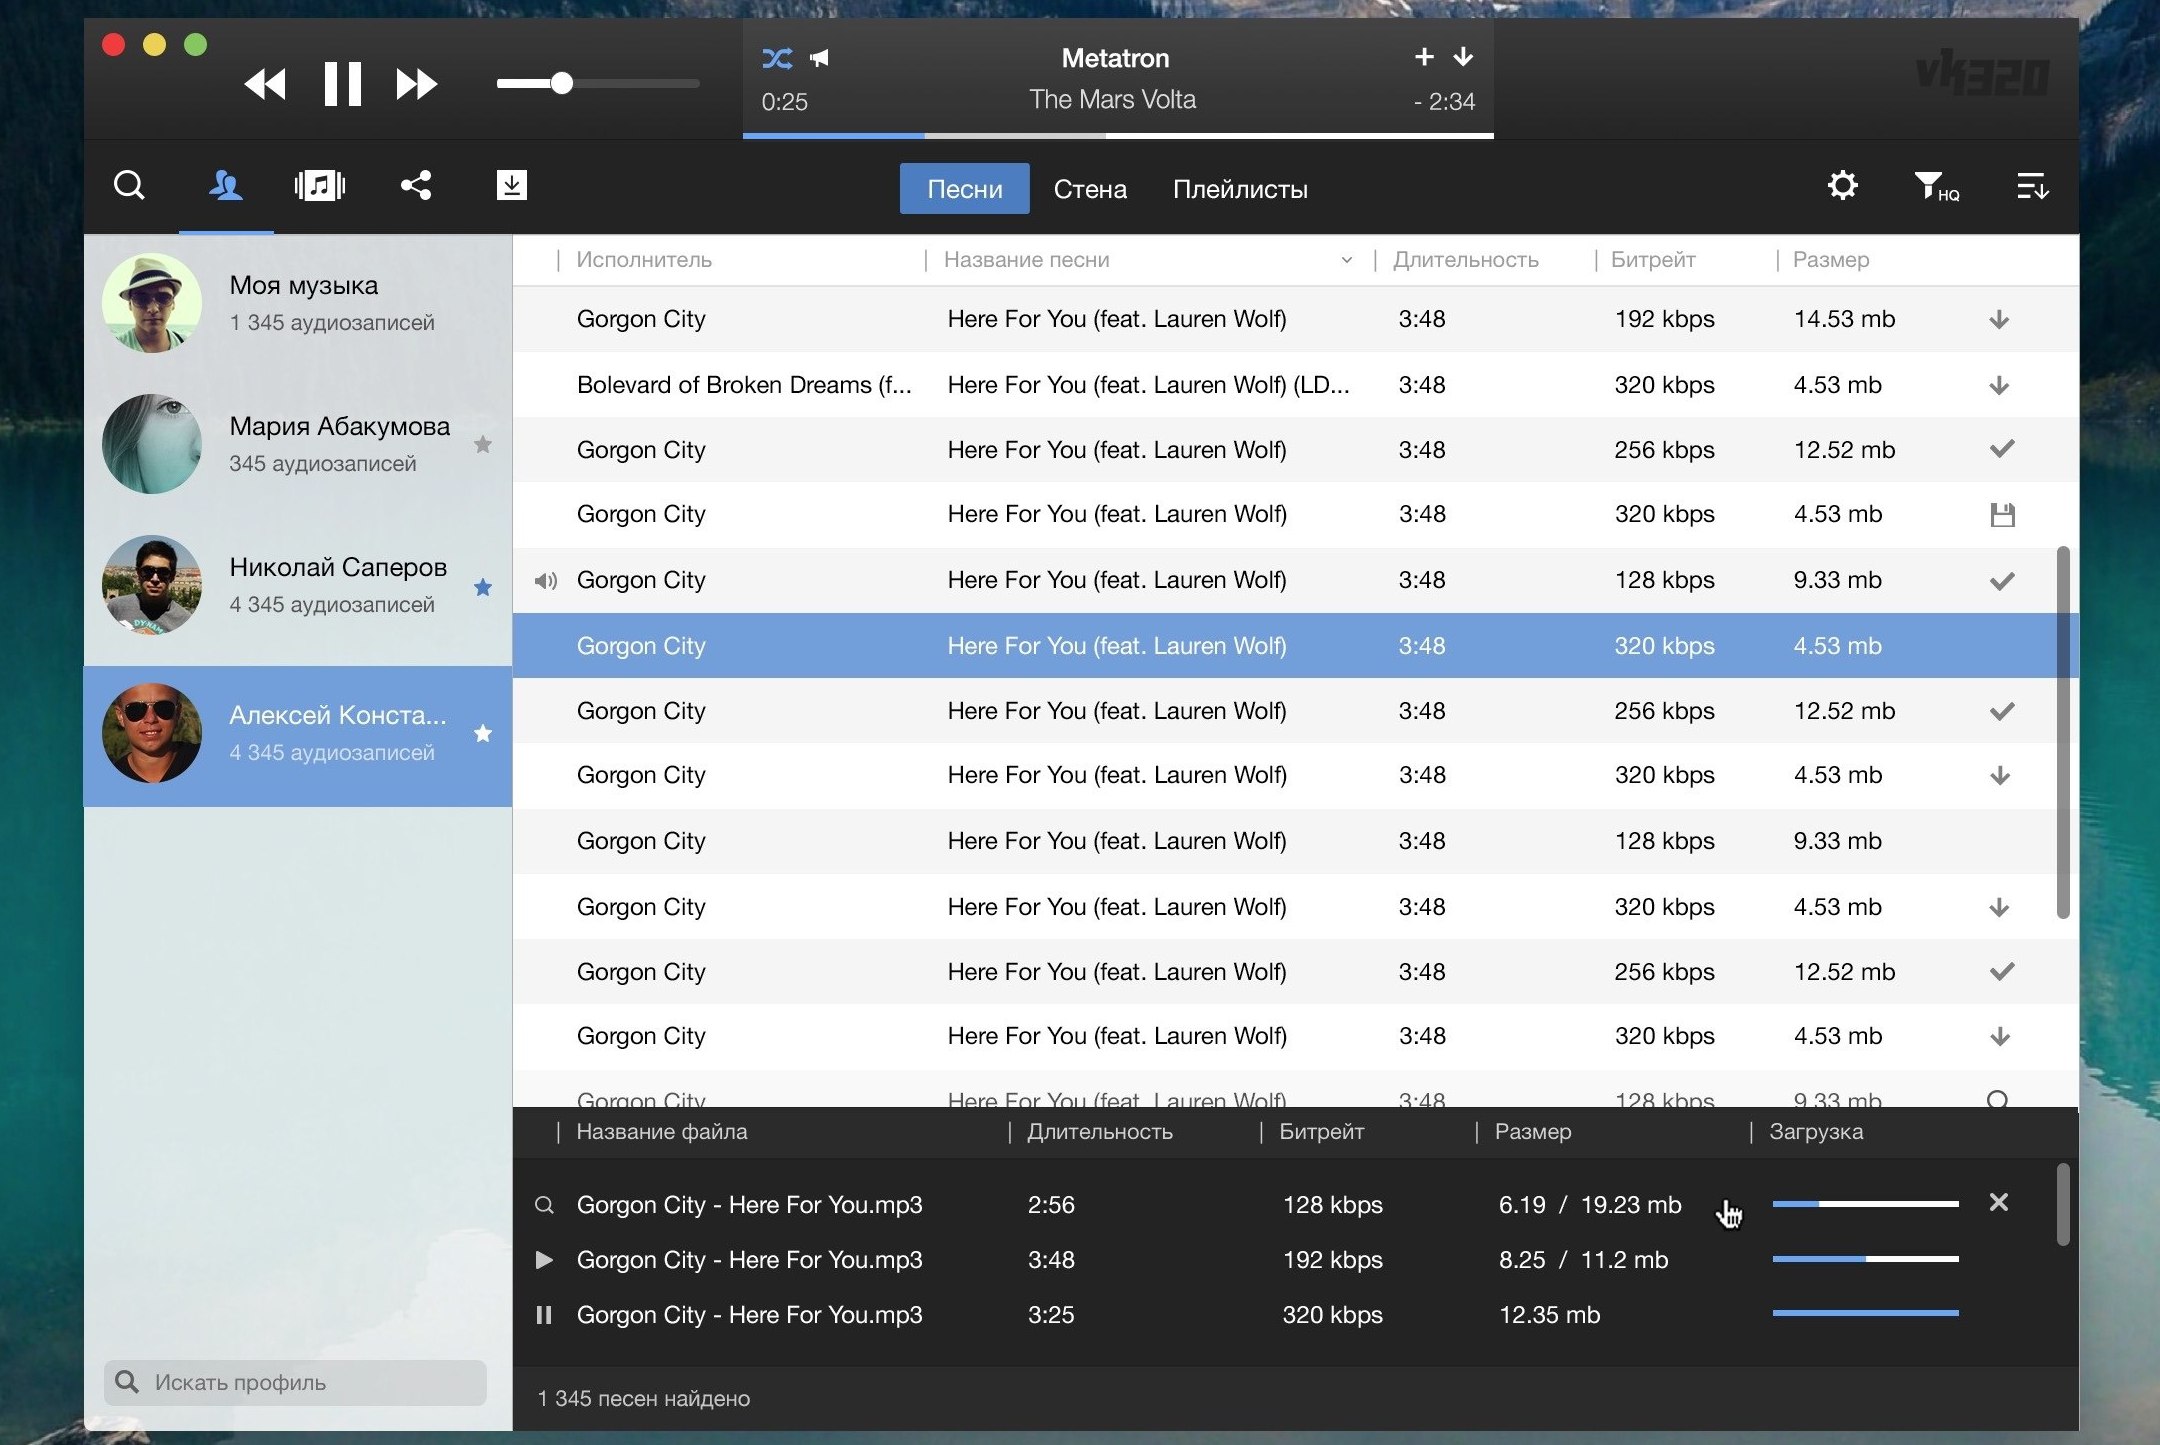 Metatron
vk320
0:25
The Mars Volta
- 2:34
Песни
Стена
Плейлисты
HQ
Моя музыка
1 345 аудиозаписей
Мария Абакумова
345 аудиозаписей
Николай Саперов
4 345 аудиозаписей
Алексей Конста...
4 345 аудиозаписей
Искать профиль
Исполнитель Название песни Длительность Битрейт Размер
Gorgon City Here For You (feat. Lauren Wolf) 3:48 192 kbps 14.53 mb
Bolevard of Broken Dreams (f... Here For You (feat. Lauren Wolf) (LD... 3:48 320 kbps 4.53 mb
Gorgon City Here For You (feat. Lauren Wolf) 3:48 256 kbps 12.52 mb
Gorgon City Here For You (feat. Lauren Wolf) 3:48 320 kbps 4.53 mb
Gorgon City Here For You (feat. Lauren Wolf) 3:48 128 kbps 9.33 mb
Gorgon City Here For You (feat. Lauren Wolf) 3:48 320 kbps 4.53 mb
Gorgon City Here For You (feat. Lauren Wolf) 3:48 256 kbps 12.52 mb
Gorgon City Here For You (feat. Lauren Wolf) 3:48 320 kbps 4.53 mb
Gorgon City Here For You (feat. Lauren Wolf) 3:48 128 kbps 9.33 mb
Gorgon City Here For You (feat. Lauren Wolf) 3:48 320 kbps 4.53 mb
Gorgon City Here For You (feat. Lauren Wolf) 3:48 256 kbps 12.52 mb
Gorgon City Here For You (feat. Lauren Wolf) 3:48 320 kbps 4.53 mb
Gorgon City Here For You (feat. Lauren Wolf) 3:48 128 kbps 9.33 mb
Название файла Длительность Битрейт Размер Загрузка
Gorgon City - Here For You.mp3 2:56 128 kbps 6.19 / 19.23 mb
Gorgon City - Here For You.mp3 3:48 192 kbps 8.25 / 11.2 mb
Gorgon City - Here For You.mp3 3:25 320 kbps 12.35 mb
1 345 песен найдено